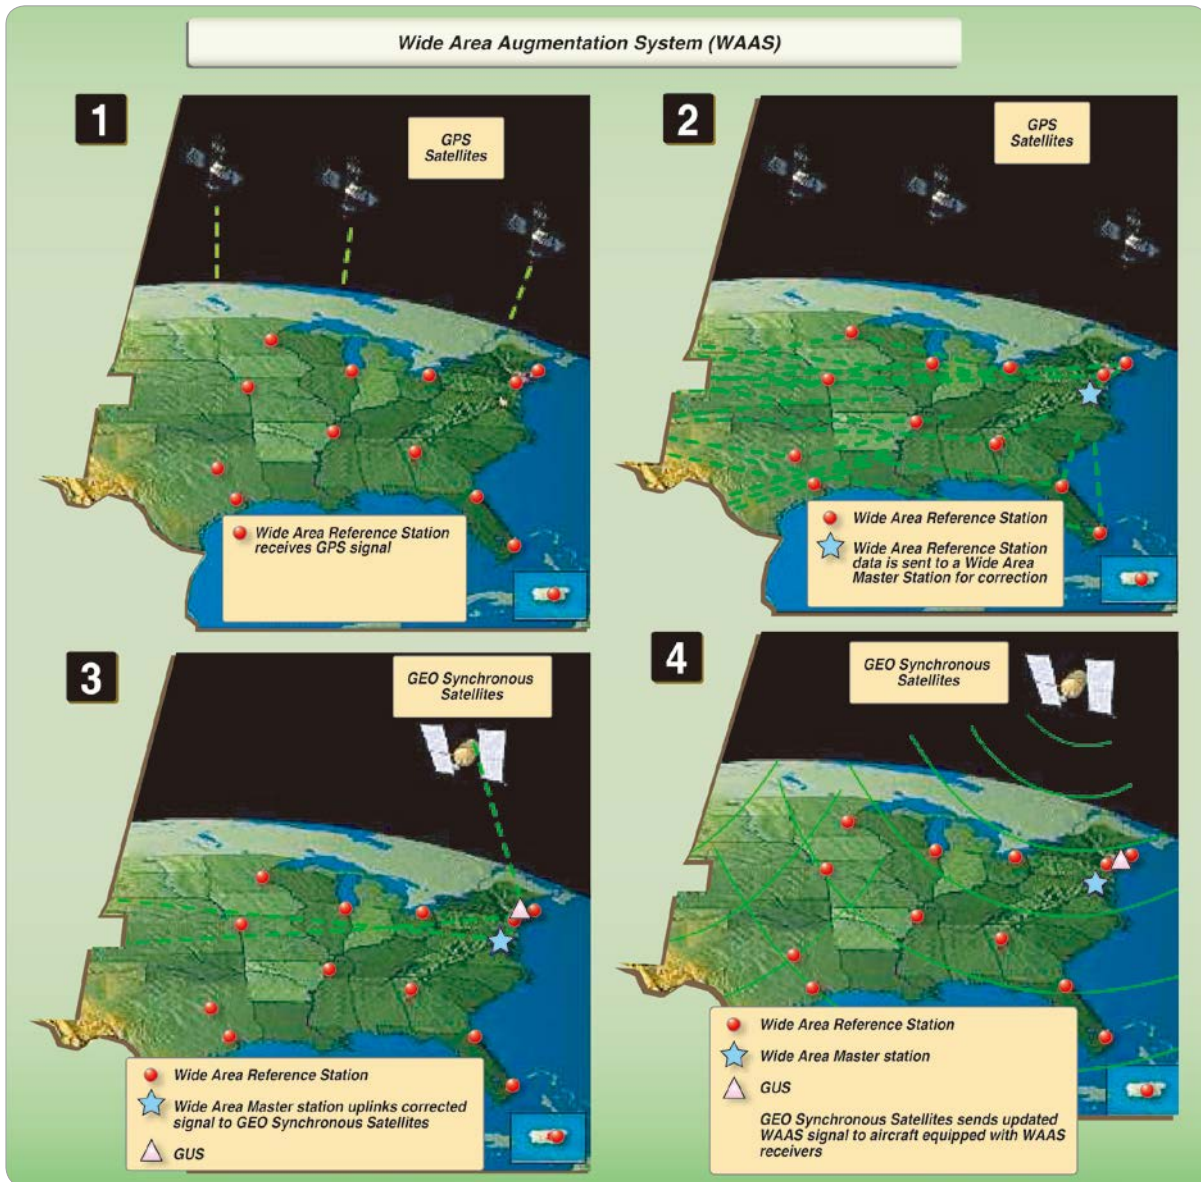 Wide Area Augmentation System (WAAS)
1
GPS
Satellites
Wide Area Reference Station
receives GPS signal
2
GPS
Satellites
Wide Area Reference Station
Wide Area Reference Station
data is sent to a Wide Area
Master Station for correction
3
GEO Synchronous
Satellites
Wide Area Reference Station
Wide Area Master station uplinks corrected
signal to GEO Synchronous Satellites
GUS
4
GEO Synchronous
Satellites
Wide Area Reference Station
Wide Area Master station
GUS
GEO Synchronous Satellites sends updated
WAAS signal to aircraft equipped with WAAS
receivers